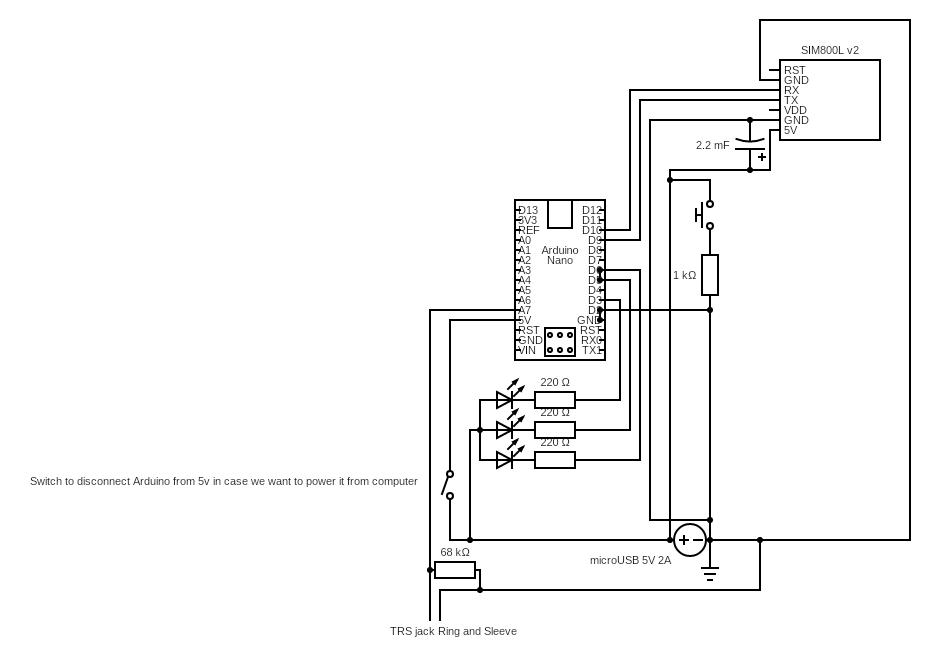 SIM800L v2
RST
GND
RX
TX
VDD
GND
5V
2.2 mF
1 kΩ
D13
3V3
REF
A0
A1
A2
A3
A4
A5
A6
A7
5V
RST
GND
VIN
Arduino
Nano
D12
D11
D10
D9
D8
D7
D6
D5
D4
D3
D2
GND
RST
RX0
TX1
220 Ω
220 Ω
220 Ω
Switch to disconnect Arduino from 5v in case we want to power it from computer
68 kΩ
microUSB 5V 2A
TRS jack Ring and Sleeve